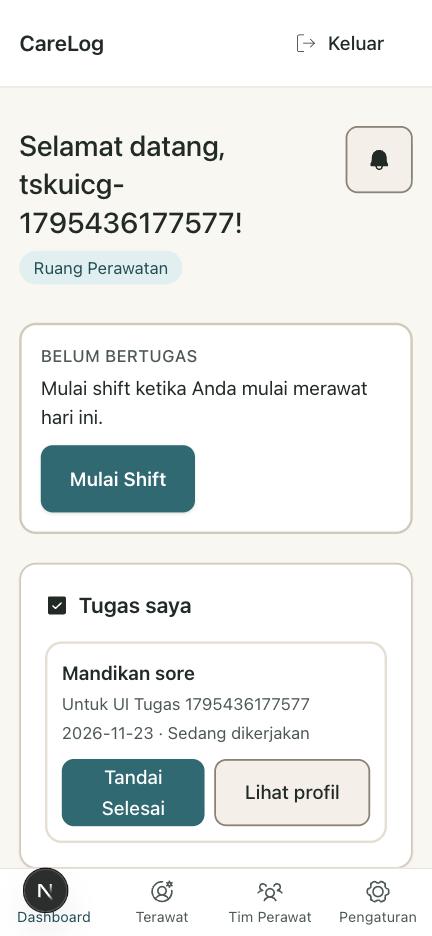 CareLog
Keluar
Selamat datang,
tskuicg-
1795436177577!
Ruang Perawatan
BELUM BERTUGAS
Mulai shift ketika Anda mulai merawat
hari ini.
Mulai Shift
Tugas saya
Mandikan sore
Untuk UI Tugas 1795436177577
2026-11-23 · Sedang dikerjakan
Tandai
Selesai
Lihat profil
N
Dashboard
Terawat
Tim Perawat
Pengaturan